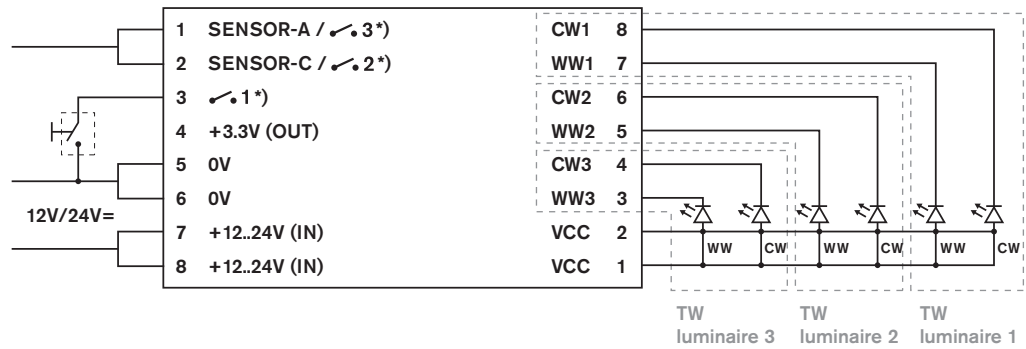 1 SENSOR-A / 3*)
2 SENSOR-C / 2*)
3 1*)
4 +3.3V (OUT)
5 0V
6 0V
7 +12..24V (IN)
8 +12..24V (IN)
12V/24V=
CW1 8
WW1 7
CW2 6
WW2 5
CW3 4
WW3 3
VCC 2
VCC 1
WW CW WW CW WW CW
TW luminaire 3
TW luminaire 2
TW luminaire 1